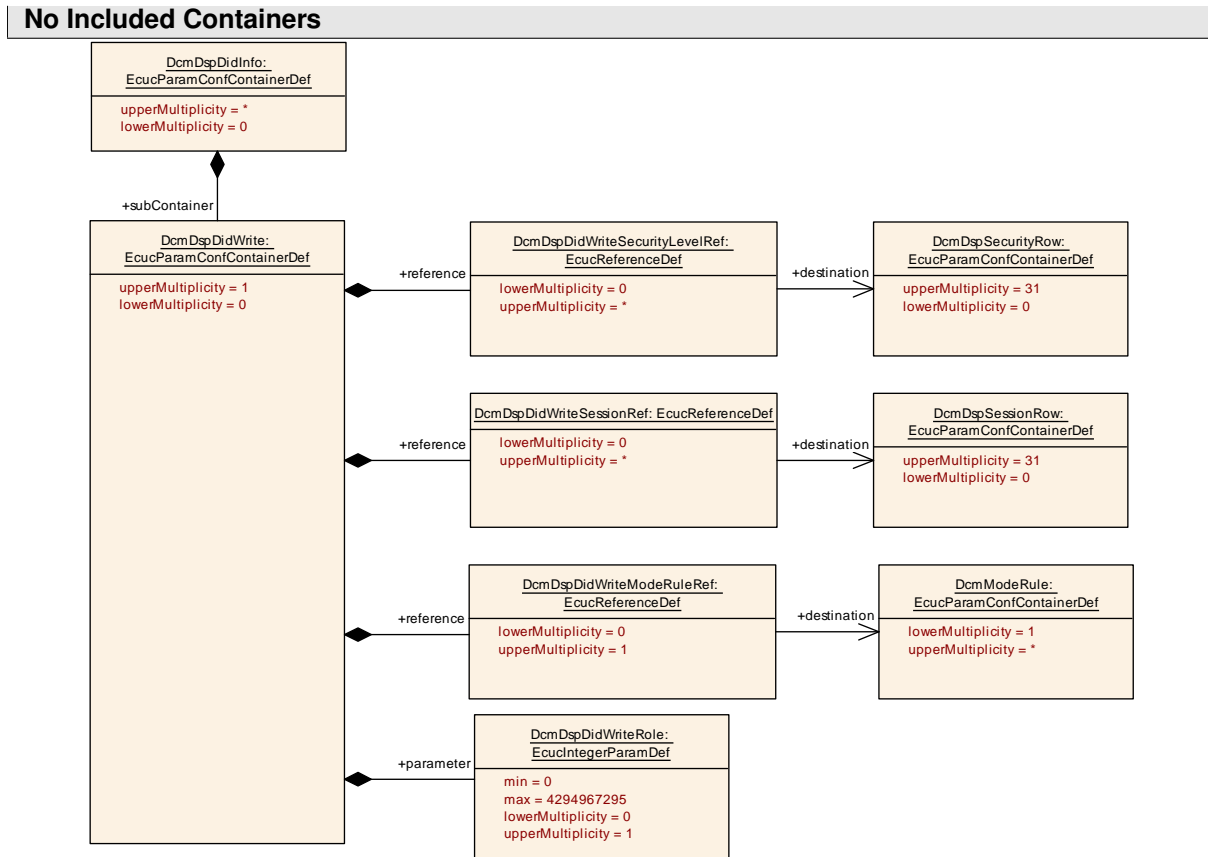 No Included Containers
DcmDspDidInfo:
EcucParamConfContainerDef
upperMultiplicity = *
lowerMultiplicity = 0
+subContainer
DcmDspDidWrite:
EcucParamConfContainerDef
upperMultiplicity = 1
lowerMultiplicity = 0
+reference
DcmDspDidWriteSecurityLevelRef:
EcucReferenceDef
lowerMultiplicity = 0
upperMultiplicity = *
+destination
DcmDspSecurityRow:
EcucParamConfContainerDef
upperMultiplicity = 31
lowerMultiplicity = 0
+reference
DcmDspDidWriteSessionRef: EcucReferenceDef
lowerMultiplicity = 0
upperMultiplicity = *
+destination
DcmDspSessionRow:
EcucParamConfContainerDef
upperMultiplicity = 31
lowerMultiplicity = 0
+reference
DcmDspDidWriteModeRuleRef:
EcucReferenceDef
lowerMultiplicity = 0
upperMultiplicity = 1
+destination
DcmModeRule:
EcucParamConfContainerDef
lowerMultiplicity = 1
upperMultiplicity = *
+parameter
DcmDspDidWriteRole:
EcucIntegerParamDef
min = 0
max = 4294967295
lowerMultiplicity = 0
upperMultiplicity = 1